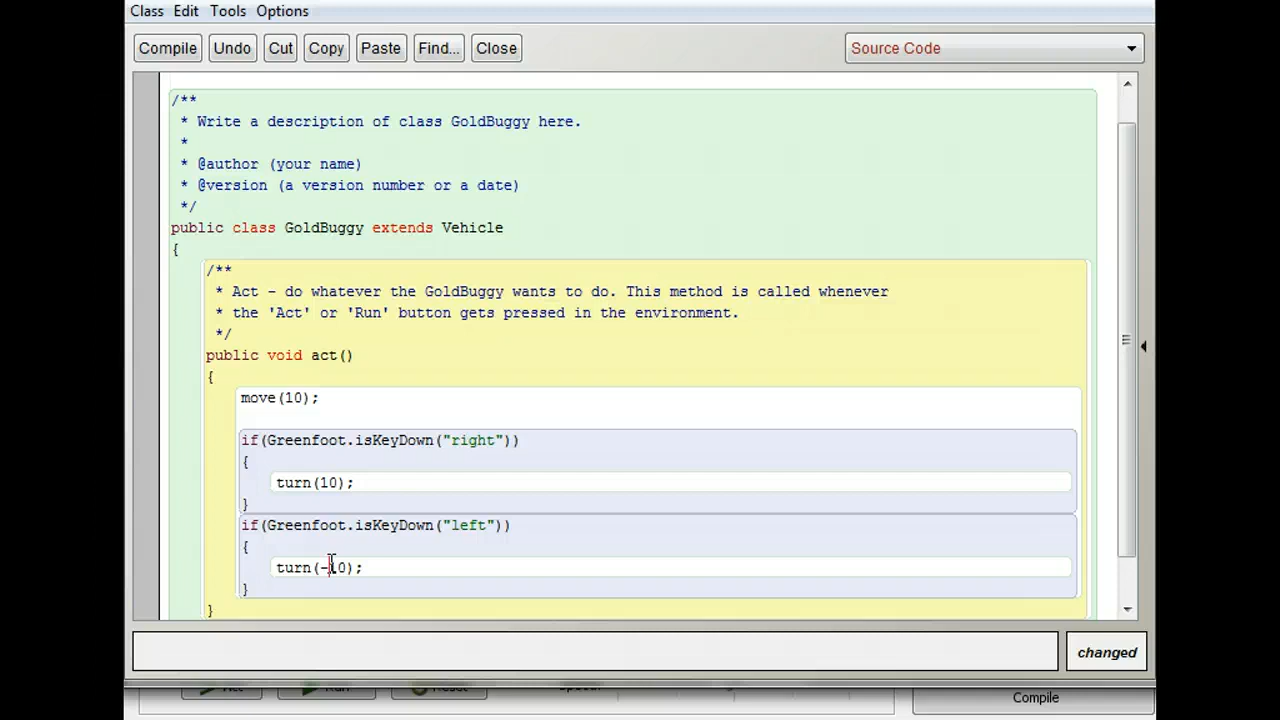 Class Edit Tools Options
Compile Undo Cut Copy Paste Find... Close Source Code
/**
* Write a description of class GoldBuggy here.
*
* @author (your name)
* @version (a version number or a date)
*/
public class GoldBuggy extends Vehicle
{
/**
* Act - do whatever the GoldBuggy wants to do. This method is called whenever
* the 'Act' or 'Run' button gets pressed in the environment.
*/
public void act()
{
move(10);
if(Greenfoot.isKeyDown("right"))
{
turn(10);
}
if(Greenfoot.isKeyDown("left"))
{
turn(-10);
}
}
changed
Compile